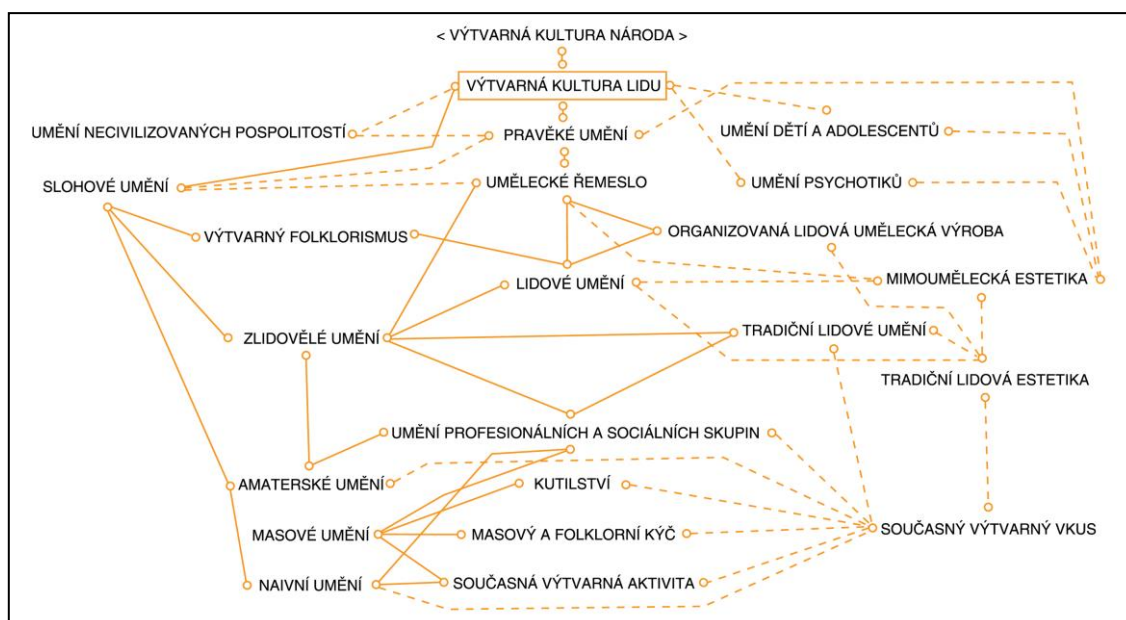 < VÝTVARNÁ KULTURA NÁRODA >
VÝTVARNÁ KULTURA LIDU
UMĚNÍ NECIVILIZOVANÝCH POSPOLITOSTÍ
PRAVĚKÉ UMĚNÍ
UMĚNÍ DĚTÍ A ADOLESCENTŮ
SLOHOVÉ UMĚNÍ
UMĚLECKÉ ŘEMESLO
UMĚNÍ PSYCHOTIKŮ
VÝTVARNÝ FOLKLORISMUS
ORGANIZOVANÁ LIDOVÁ UMĚLECKÁ VÝROBA
LIDOVÉ UMĚNÍ
MIMOUMĚLECKÁ ESTETIKA
ZLIDOVĚLÉ UMĚNÍ
TRADIČNÍ LIDOVÉ UMĚNÍ
TRADIČNÍ LIDOVÁ ESTETIKA
UMĚNÍ PROFESIONÁLNÍCH A SOCIÁLNÍCH SKUPIN
AMATERSKÉ UMĚNÍ
KUTILSTVÍ
MASOVÉ UMĚNÍ
MASOVÝ A FOLKLORNÍ KÝČ
SOUČASNÝ VÝTVARNÝ VKUS
NAIVNÍ UMĚNÍ
SOUČASNÁ VÝTVARNÁ AKTIVITA